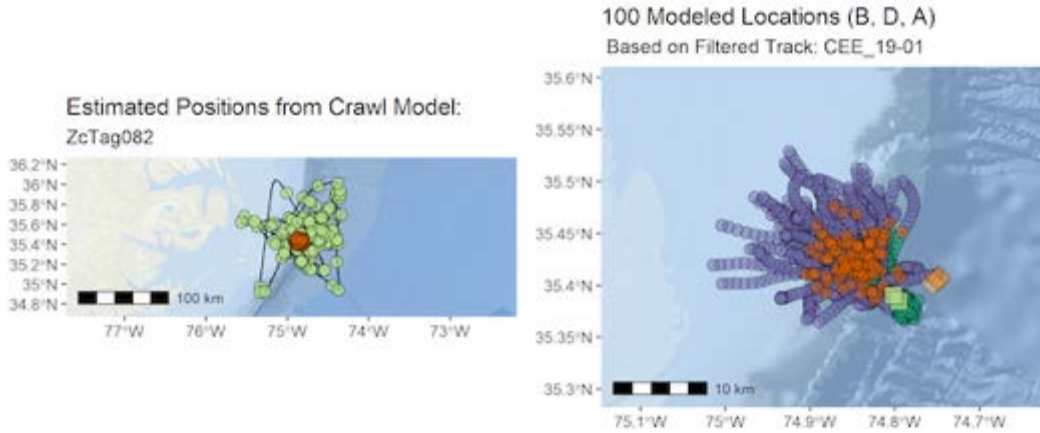 Estimated Positions from Crawl Model:
ZcTag082
36.2°N
36°N
35.8°N
35.6°N
35.4°N
35.2°N
35°N
34.8°N
100 km
77°W 76°W 75°W 74°W 73°W
100 Modeled Locations (B, D, A)
Based on Filtered Track: CEE_19-01
35.6°N
35.55°N
35.5°N
35.45°N
35.4°N
35.35°N
35.3°N
10 km
75.1°W 75°W 74.9°W 74.8°W 74.7°W